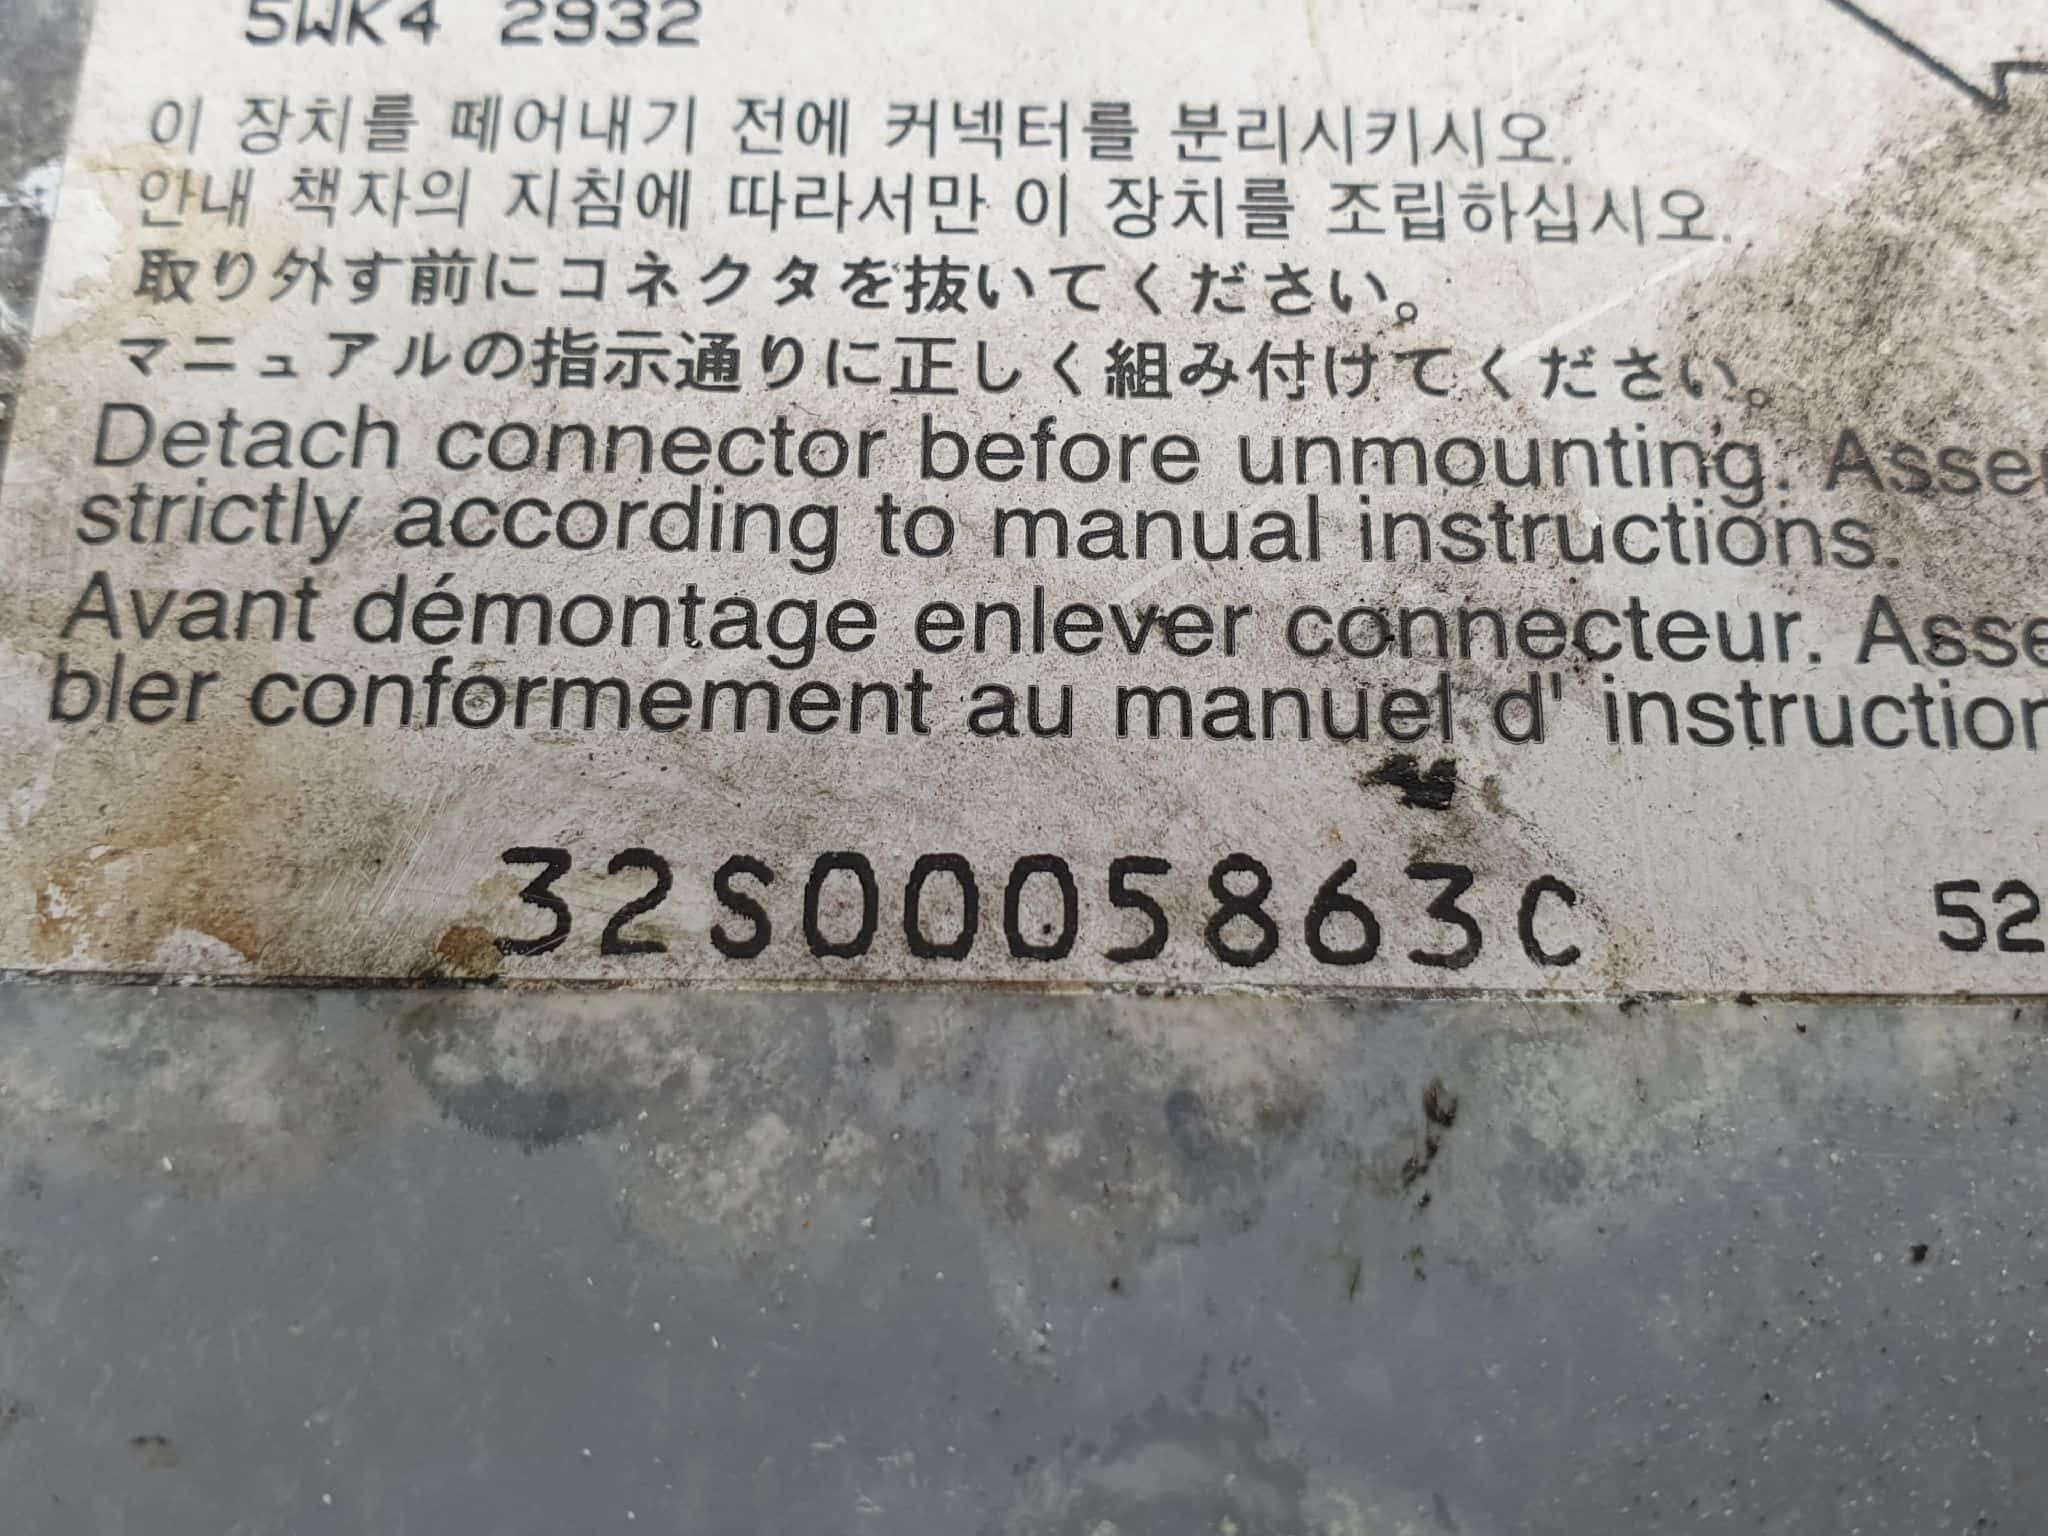 5WK4 2932
이 장치를 떼어내기 전에 커넥터를 분리시키시오.
안내 책자의 지침에 따라서만 이 장치를 조립하십시오.
取り外す前にコネクタを抜いてください。
マニュアルの指示通りに正しく組み付けてください。
Detach connector before unmounting. Assem
strictly according to manual instructions.
Avant démontage enlever connecteur. Asse
bler conformement au manuel d' instruction
32S0005863C 52